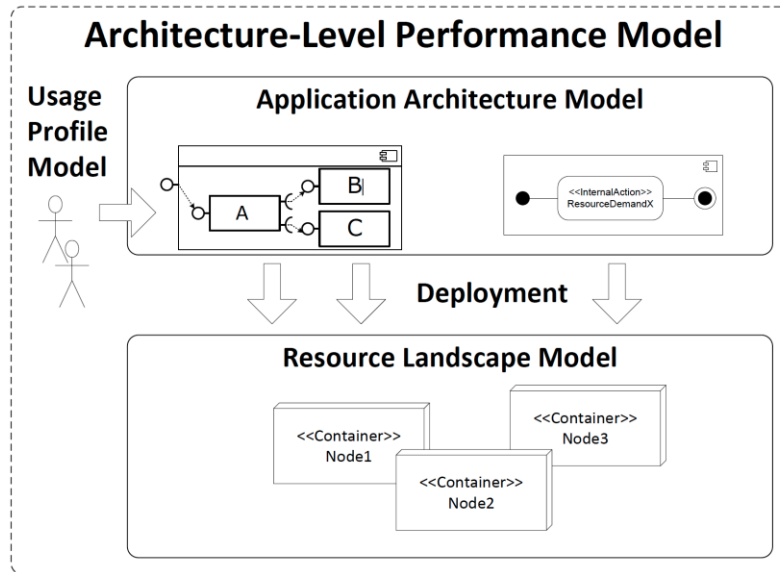 Architecture-Level Performance Model
Usage
Profile
Model
Application Architecture Model
A
B
C
<<InternalAction>>
ResourceDemandX
Deployment
Resource Landscape Model
<<Container>>
Node1
<<Container>>
Node2
<<Container>>
Node3